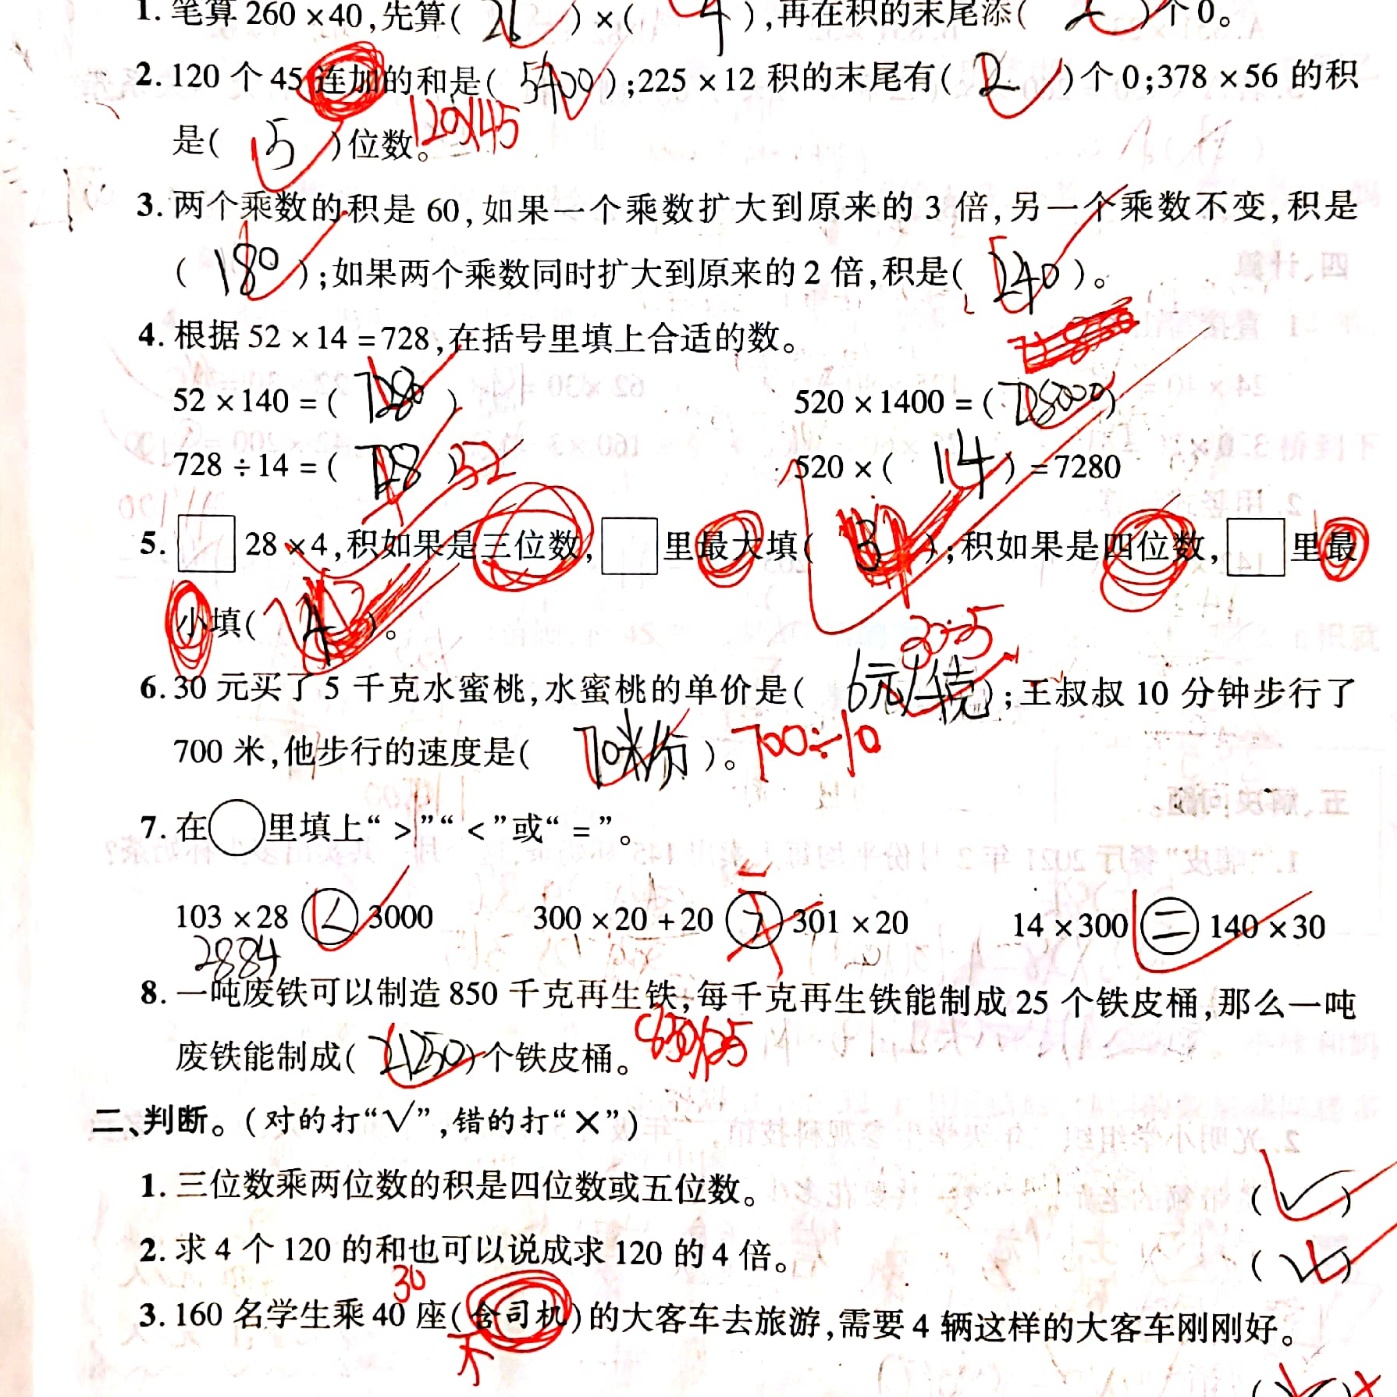 1. 笔算 260 ×40,先算( 26 )×( 4 ),再在积的末尾添( 2 )个 0。
2. 120 个 45 连加的和是( 5400 );225 ×12 积的末尾有( 2 )个 0;378 ×56 的积
是( 5 )位数。 120×45
3. 两个乘数的积是 60,如果一个乘数扩大到原来的 3 倍,另一个乘数不变,积是
( 180 );如果两个乘数同时扩大到原来的 2 倍,积是( 240 )。
4. 根据 52 ×14 =728,在括号里填上合适的数。
52 ×140 =( 7280 ) 520 ×1400 =( 728000 )
728 ÷14 =( 728 ) 52 520 ×( 14 ) =7280
5. □28 ×4,积如果是三位数,□里最大填( );积如果是四位数,□里最
小填( )。
30÷5
6. 30 元买了 5 千克水蜜桃,水蜜桃的单价是( 6元/千克 );王叔叔 10 分钟步行了
700 米,他步行的速度是( 70米/分 )。 700÷10
7. 在○里填上“ > ”“ < ”或“ = ”。
103 ×28 < 3000 300 ×20 +20 > 301 ×20 14 ×300 = 140 ×30
2884
8. 一吨废铁可以制造 850 千克再生铁,每千克再生铁能制成 25 个铁皮桶,那么一吨
废铁能制成( 21250 )个铁皮桶。 850×25
二、判断。(对的打“√”,错的打“×”)
1. 三位数乘两位数的积是四位数或五位数。 (√)
2. 求 4 个 120 的和也可以说成求 120 的 4 倍。 (√)
3. 160 名学生乘 40 座(含司机)的大客车去旅游,需要 4 辆这样的大客车刚刚好。
不